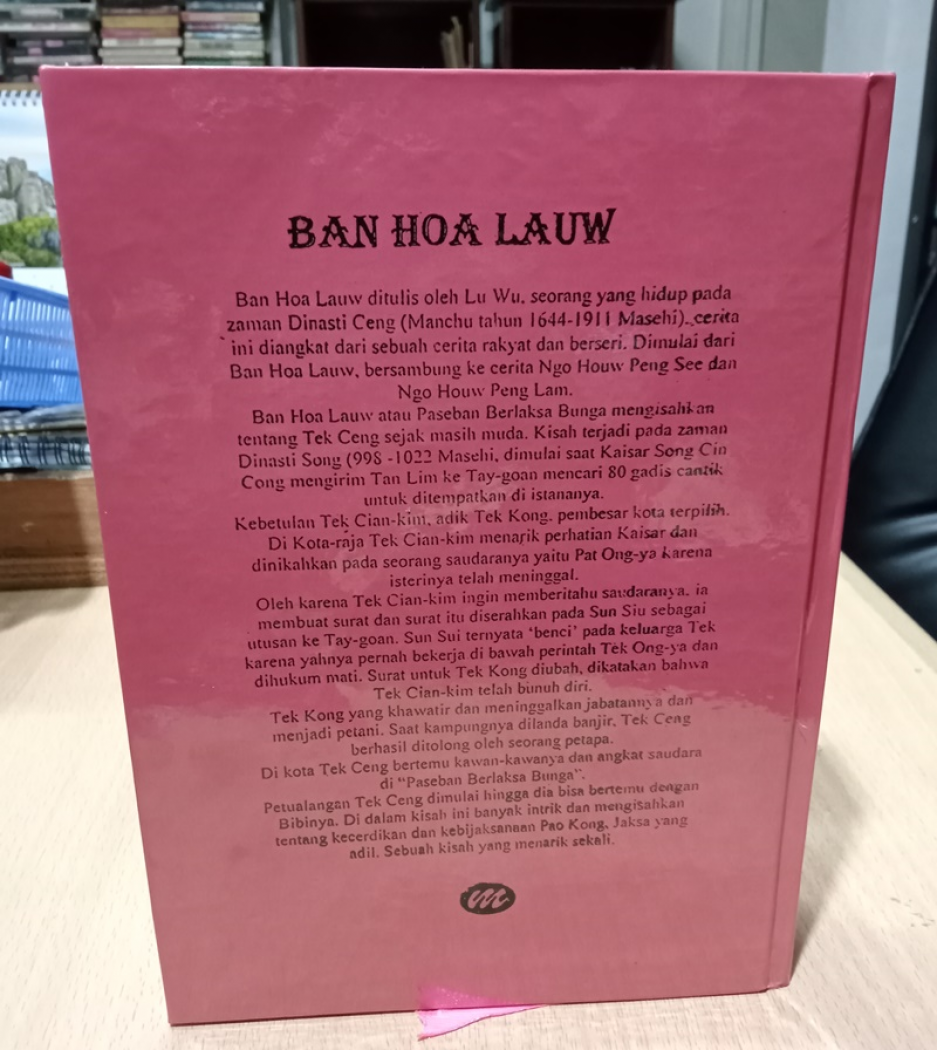 BAN HOA LAUW
Ban Hoa Lauw ditulis oleh Lu Wu, seorang yang hidup pada
zaman Dinasti Ceng (Manchu tahun 1644-1911 Masehi), cerita
ini diangkat dari sebuah cerita rakyat dan berseri. Dimulai dari
Ban Hoa Lauw, bersambung ke cerita Ngo Houw Peng See dan
Ngo Houw Peng Lam.
Ban Hoa Lauw atau Paseban Berlaksa Bunga mengisahkan
tentang Tek Ceng sejak masih muda. Kisah terjadi pada zaman
Dinasti Song (998 -1022 Masehi, dimulai saat Kaisar Song Cin
Cong mengirim Tan Lim ke Tay-goan mencari 80 gadis cantik
untuk ditempatkan di istananya.
Kebetulan Tek Cian-kim, adik Tek Kong, pembesar kota terpilih.
Di Kota-raja Tek Cian-kim menarik perhatian Kaisar dan
dinikahkan pada seorang saudaranya yaitu Pat Ong-ya karena
isterinya telah meninggal.
Oleh karena Tek Cian-kim ingin memberitahu saudaranya, ia
membuat surat dan surat itu diserahkan pada Sun Siu sebagai
utusan ke Tay-goan. Sun Sui ternyata 'benci' pada keluarga Tek
karena yahnya pernah bekerja di bawah perintah Tek Ong-ya dan
dihukum mati. Surat untuk Tek Kong diubah, dikatakan bahwa
Tek Cian-kim telah bunuh diri.
Tek Kong yang khawatir dan meninggalkan jabatannya dan
menjadi petani. Saat kampungnya dilanda banjir, Tek Ceng
berhasil ditolong oleh seorang petapa.
Di kota Tek Ceng bertemu kawan-kawanya dan angkat saudara
di "Paseban Berlaksa Bunga".
Petualangan Tek Ceng dimulai hingga dia bisa bertemu dengan
Bibinya. Di dalam kisah ini banyak intrik dan mengisahkan
tentang kecerdikan dan kebijaksanaan Pao Kong, Jaksa yang
adil. Sebuah kisah yang menarik sekali.